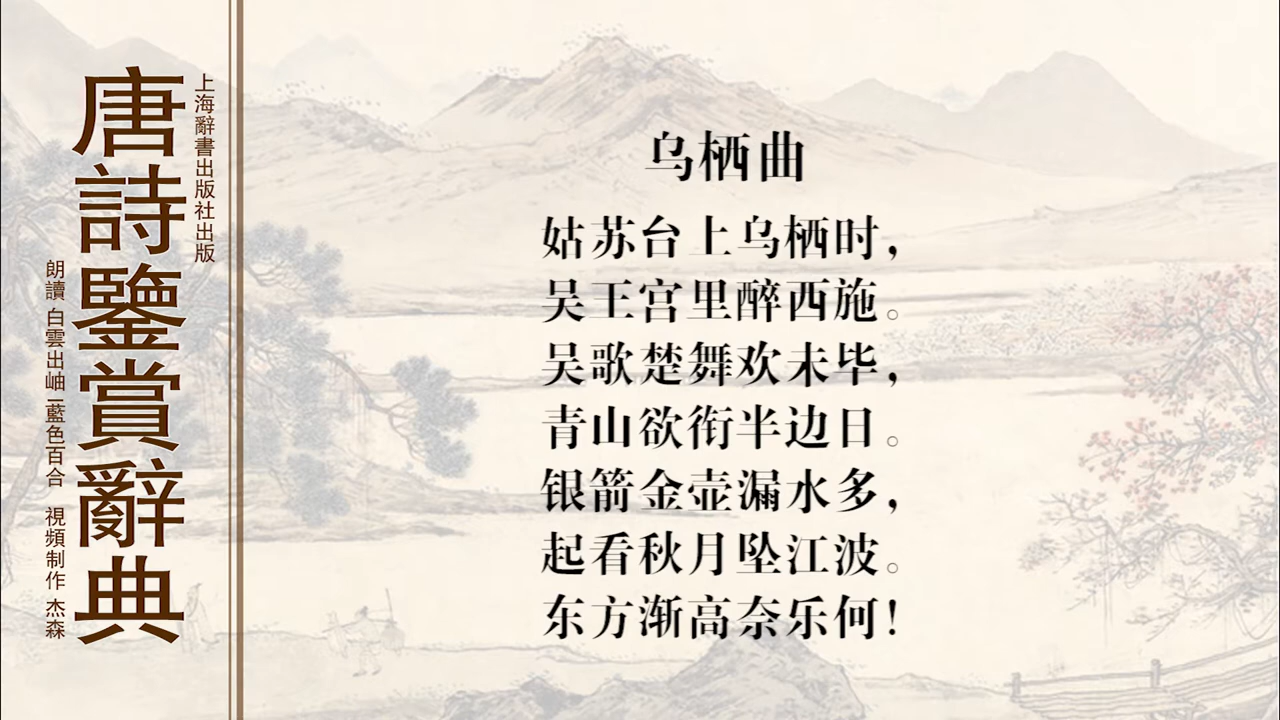 唐詩鑒賞辭典
上海辭書出版社出版
朗讀 白雲出岫 藍色百合 視頻制作 杰森
乌栖曲
姑苏台上乌栖时，
吴王宫里醉西施。
吴歌楚舞欢未毕，
青山欲衔半边日。
银箭金壶漏水多，
起看秋月坠江波。
东方渐高奈乐何！